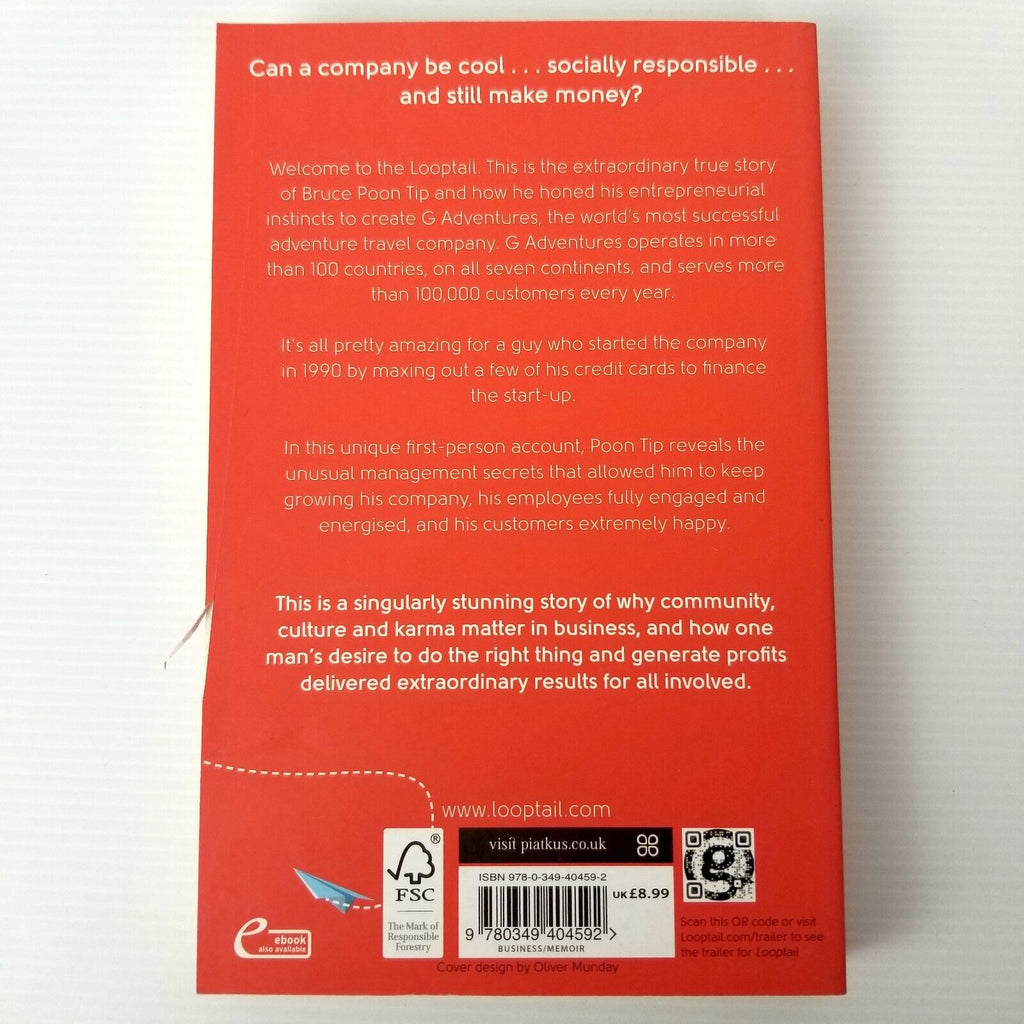 Can a company be cool . . . socially responsible . . .
and still make money?
Welcome to the Looptail. This is the extraordinary true story
of Bruce Poon Tip and how he honed his entrepreneurial
instincts to create G Adventures, the world's most successful
adventure travel company. G Adventures operates in more
than 100 countries, on all seven continents, and serves more
than 100,000 customers every year.
It's all pretty amazing for a guy who started the company
in 1990 by maxing out a few of his credit cards to finance
the start-up.
In this unique first-person account, Poon Tip reveals the
unusual management secrets that allowed him to keep
growing his company, his employees fully engaged and
energised, and his customers extremely happy.
This is a singularly stunning story of why community,
culture and karma matter in business, and how one
man's desire to do the right thing and generate profits
delivered extraordinary results for all involved.
www.looptail.com
®
FSC
The Mark of
Responsible
Forestry
visit piatkus.co.uk
ISBN 978-0-349-40459-2
UK£8.99
9 780349 404592 >
BUSINESS/MEMOIR
g
Scan this QR code or visit
Looptail.com/trailer to see
the trailer for Looptail
e ebook
also available
Cover design by Oliver Munday